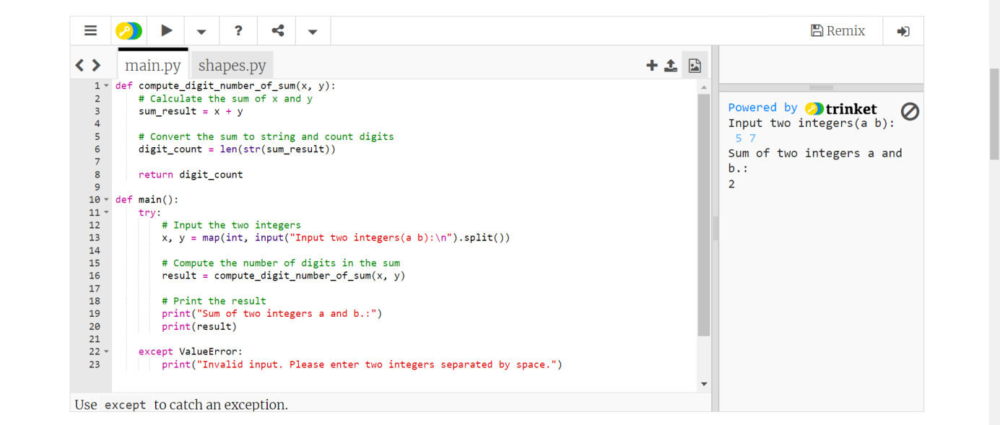 ? Remix
main.py shapes.py
1 def compute_digit_number_of_sum(x, y):
2 # Calculate the sum of x and y
3 sum_result = x + y
4
5 # Convert the sum to string and count digits
6 digit_count = len(str(sum_result))
7
8 return digit_count
9
10 def main():
11 try:
12 # Input the two integers
13 x, y = map(int, input("Input two integers(a b):\n").split())
14
15 # Compute the number of digits in the sum
16 result = compute_digit_number_of_sum(x, y)
17
18 # Print the result
19 print("Sum of two integers a and b.:")
20 print(result)
21
22 except ValueError:
23 print("Invalid input. Please enter two integers separated by space.")
Use except to catch an exception.
Powered by trinket
Input two integers(a b):
5 7
Sum of two integers a and
b.:
2